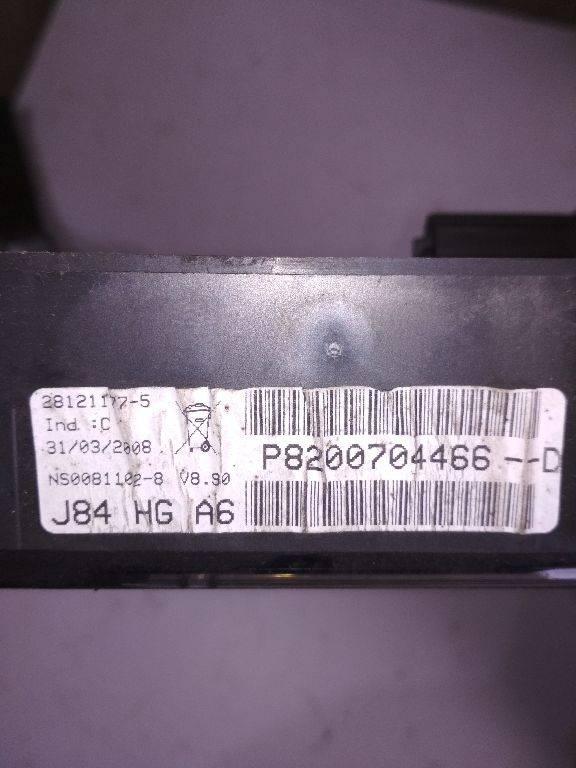 28121177-5
Ind :C
31/03/2008
NS0081102-8 V8.90
J84 HG A6
P8200704466--D